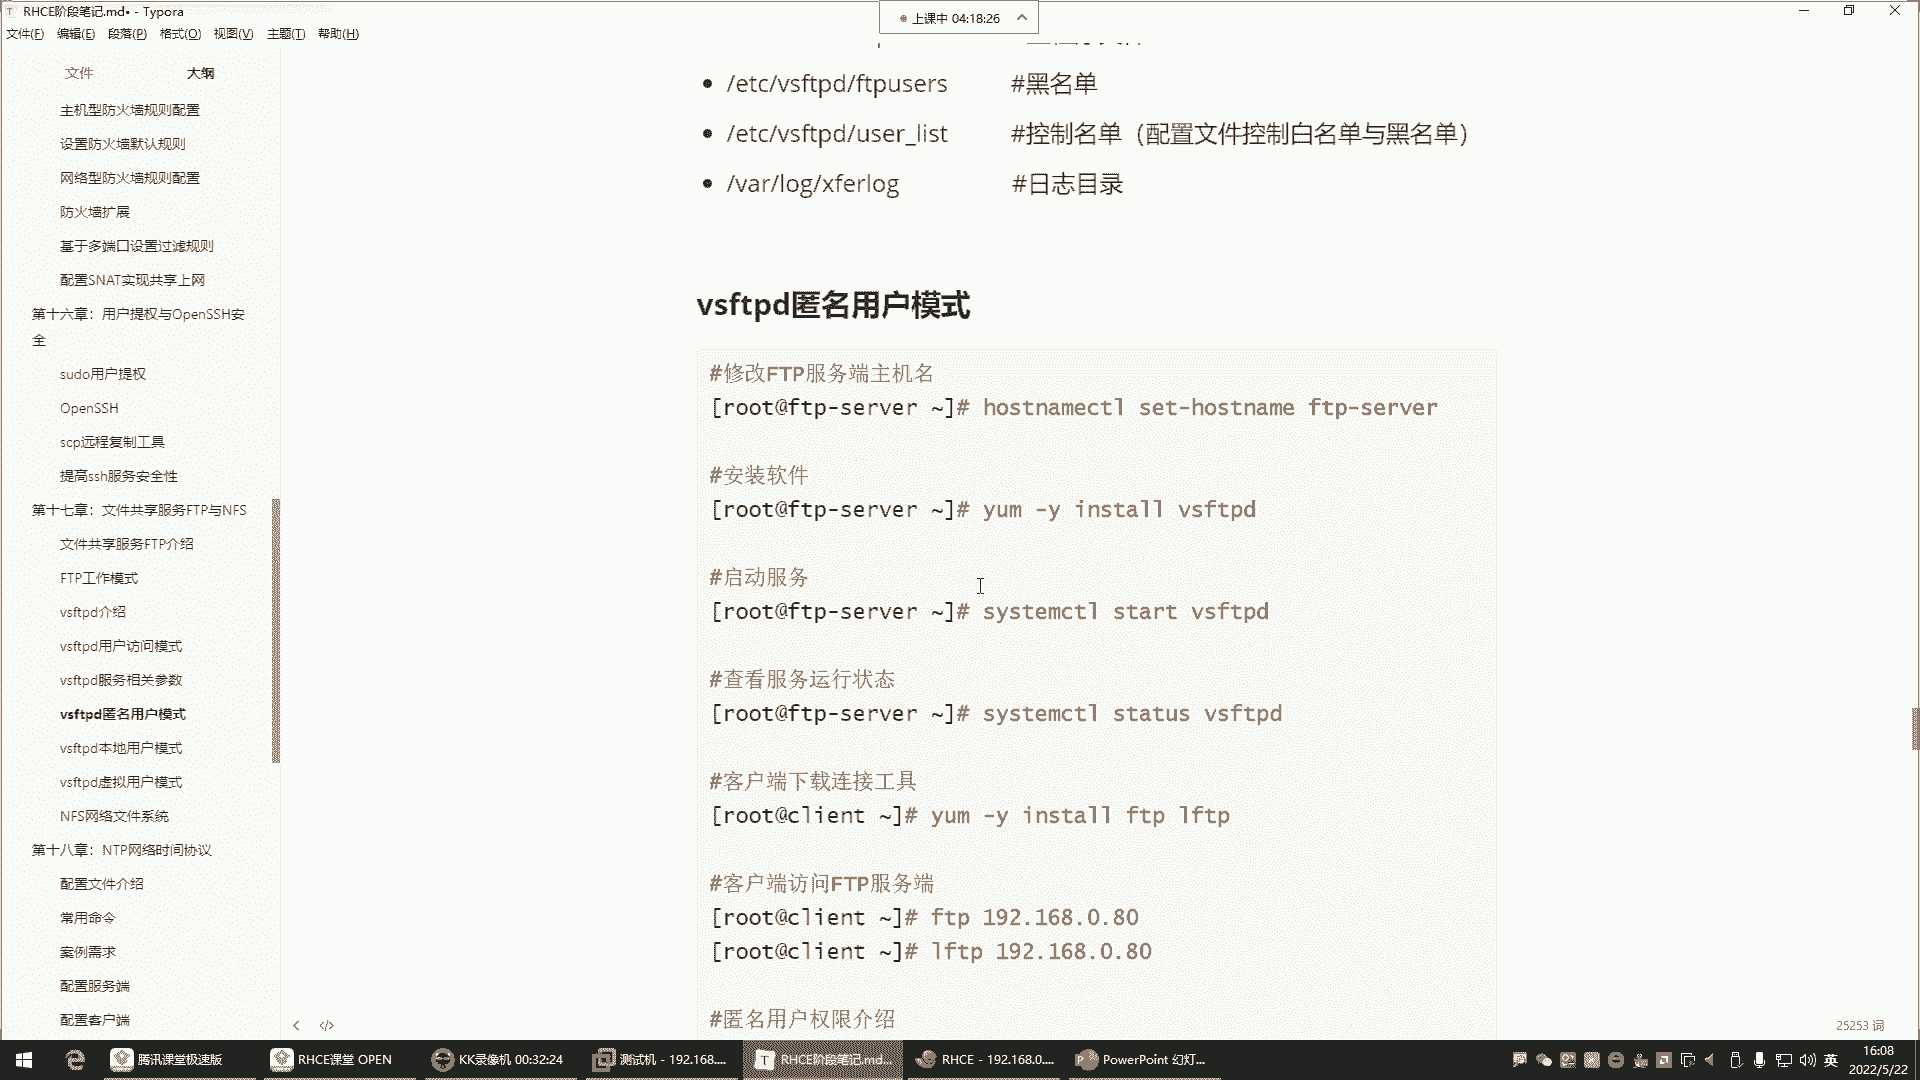 RHCE阶段笔记.md• - Typora
上课中 04:18:26
文件(F) 编辑(E) 段落(P) 格式(O) 视图(V) 主题(T) 帮助(H)
文件 大纲
主机型防火墙规则配置
设置防火墙默认规则
网络型防火墙规则配置
防火墙扩展
基于多端口设置过滤规则
配置SNAT实现共享上网
第十六章：用户提权与OpenSSH安
全
sudo用户提权
OpenSSH
scp远程复制工具
提高ssh服务安全性
第十七章：文件共享服务FTP与NFS
文件共享服务FTP介绍
FTP工作模式
vsftpd介绍
vsftpd用户访问模式
vsftpd服务相关参数
vsftpd匿名用户模式
vsftpd本地用户模式
vsftpd虚拟用户模式
NFS网络文件系统
第十八章：NTP网络时间协议
配置文件介绍
常用命令
案例需求
配置服务端
配置客户端
• /etc/vsftpd/ftpusers #黑名单
• /etc/vsftpd/user_list #控制名单（配置文件控制白名单与黑名单）
• /var/log/xferlog #日志目录
vsftpd匿名用户模式
#修改FTP服务端主机名
[root@ftp-server ~]# hostnamectl set-hostname ftp-server
#安装软件
[root@ftp-server ~]# yum -y install vsftpd
#启动服务
[root@ftp-server ~]# systemctl start vsftpd
#查看服务运行状态
[root@ftp-server ~]# systemctl status vsftpd
#客户端下载连接工具
[root@client ~]# yum -y install ftp lftp
#客户端访问FTP服务端
[root@client ~]# ftp 192.168.0.80
[root@client ~]# lftp 192.168.0.80
#匿名用户权限介绍
25253 词
腾讯课堂极速版
RHCE课堂 OPEN
KK录像机 00:32:24
测试机 - 192.168....
RHCE阶段笔记.md...
RHCE - 192.168.0....
PowerPoint 幻灯...
英
16:08
2022/5/22